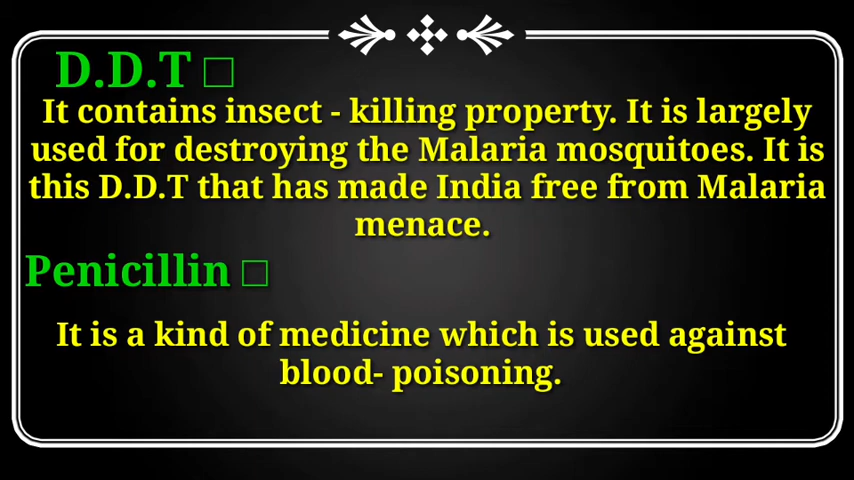 D.D.T □
It contains insect - killing property. It is largely
used for destroying the Malaria mosquitoes. It is
this D.D.T that has made India free from Malaria
menace.
Penicillin □
It is a kind of medicine which is used against
blood- poisoning.